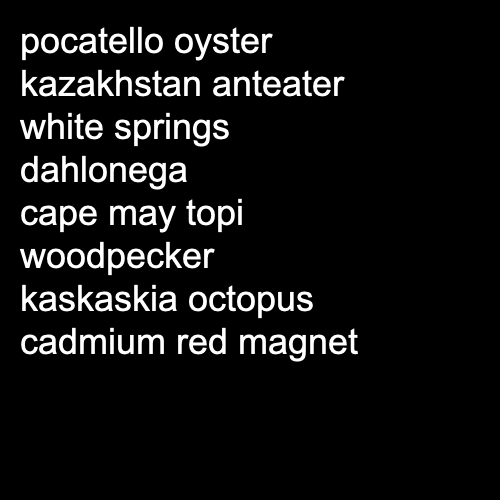 pocatello oyster
kazakhstan anteater
white springs
dahlonega
cape may topi
woodpecker
kaskaskia octopus
cadmium red magnet